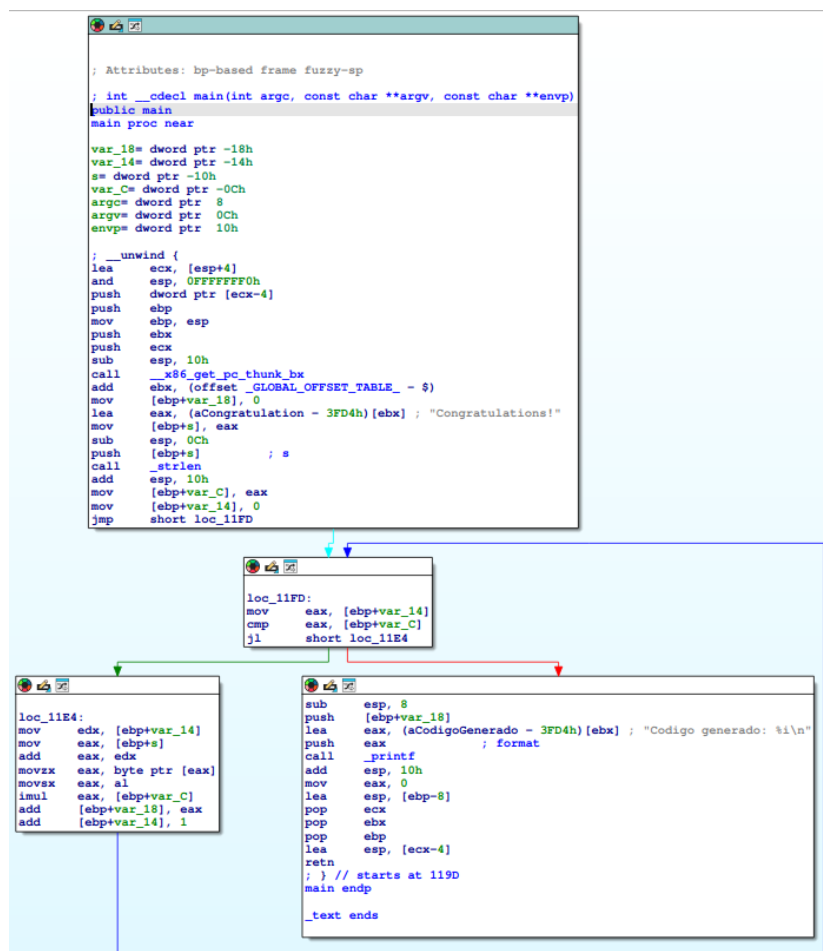 ; Attributes: bp-based frame fuzzy-sp
; int __cdecl main(int argc, const char **argv, const char **envp)
public main
main proc near
var_18= dword ptr -18h
var_14= dword ptr -14h
s= dword ptr -10h
var_C= dword ptr -0Ch
argc= dword ptr  8
argv= dword ptr  0Ch
envp= dword ptr  10h
; __unwind {
lea     ecx, [esp+4]
and     esp, 0FFFFFFF0h
push    dword ptr [ecx-4]
push    ebp
mov     ebp, esp
push    ebx
push    ecx
sub     esp, 10h
call    __x86_get_pc_thunk_bx
add     ebx, (offset _GLOBAL_OFFSET_TABLE_ - $)
mov     [ebp+var_18], 0
lea     eax, (aCongratulation - 3FD4h)[ebx] ; "Congratulations!"
mov     [ebp+s], eax
sub     esp, 0Ch
push    [ebp+s]         ; s
call    _strlen
add     esp, 10h
mov     [ebp+var_C], eax
mov     [ebp+var_14], 0
jmp     short loc_11FD
loc_11FD:
mov     eax, [ebp+var_14]
cmp     eax, [ebp+var_C]
jl      short loc_11E4
loc_11E4:
mov     edx, [ebp+var_14]
mov     eax, [ebp+s]
add     eax, edx
movzx   eax, byte ptr [eax]
movsx   eax, al
imul    eax, [ebp+var_C]
add     [ebp+var_18], eax
add     [ebp+var_14], 1
sub     esp, 8
push    [ebp+var_18]
lea     eax, (aCodigoGenerado - 3FD4h)[ebx] ; "Codigo generado: %i\n"
push    eax             ; format
call    _printf
add     esp, 10h
mov     eax, 0
lea     esp, [ebp-8]
pop     ecx
pop     ebx
pop     ebp
lea     esp, [ecx-4]
retn
; } // starts at 119D
main endp
_text ends